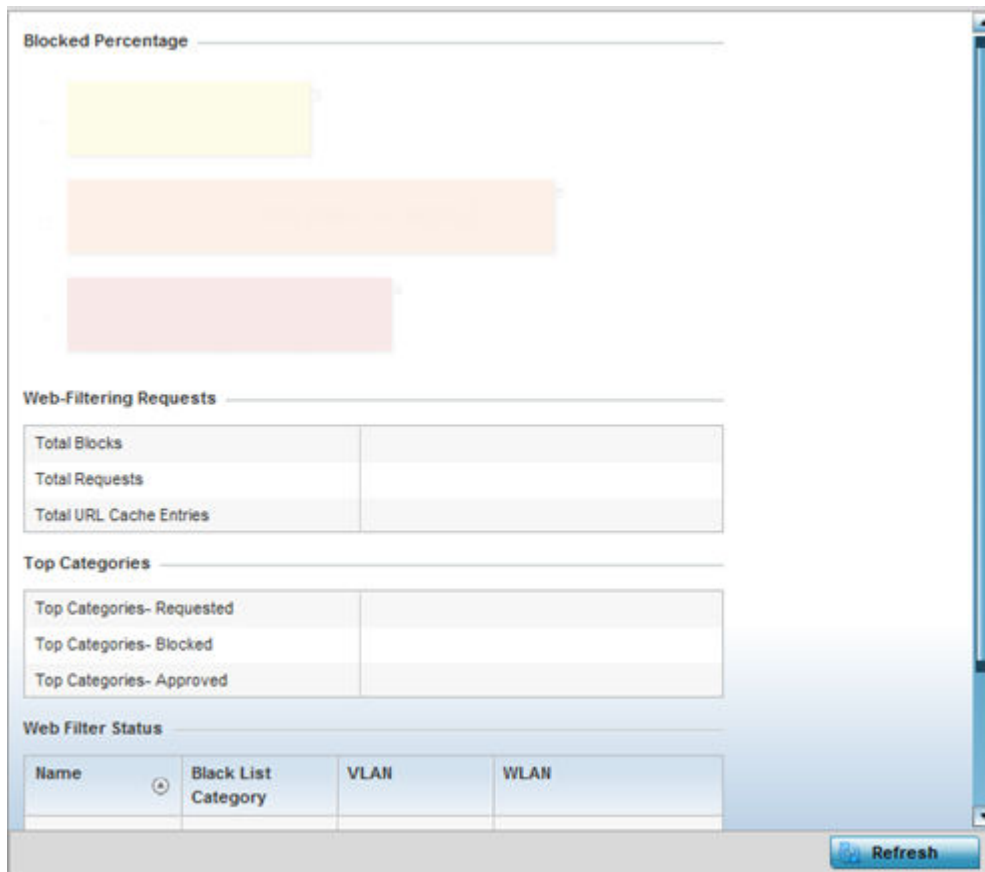 Blocked Percentage
Web-Filtering Requests
Total Blocks
Total Requests
Total URL Cache Entries
Top Categories
Top Categories- Requested
Top Categories- Blocked
Top Categories- Approved
Web Filter Status
Name
Black List Category
VLAN
WLAN
Refresh